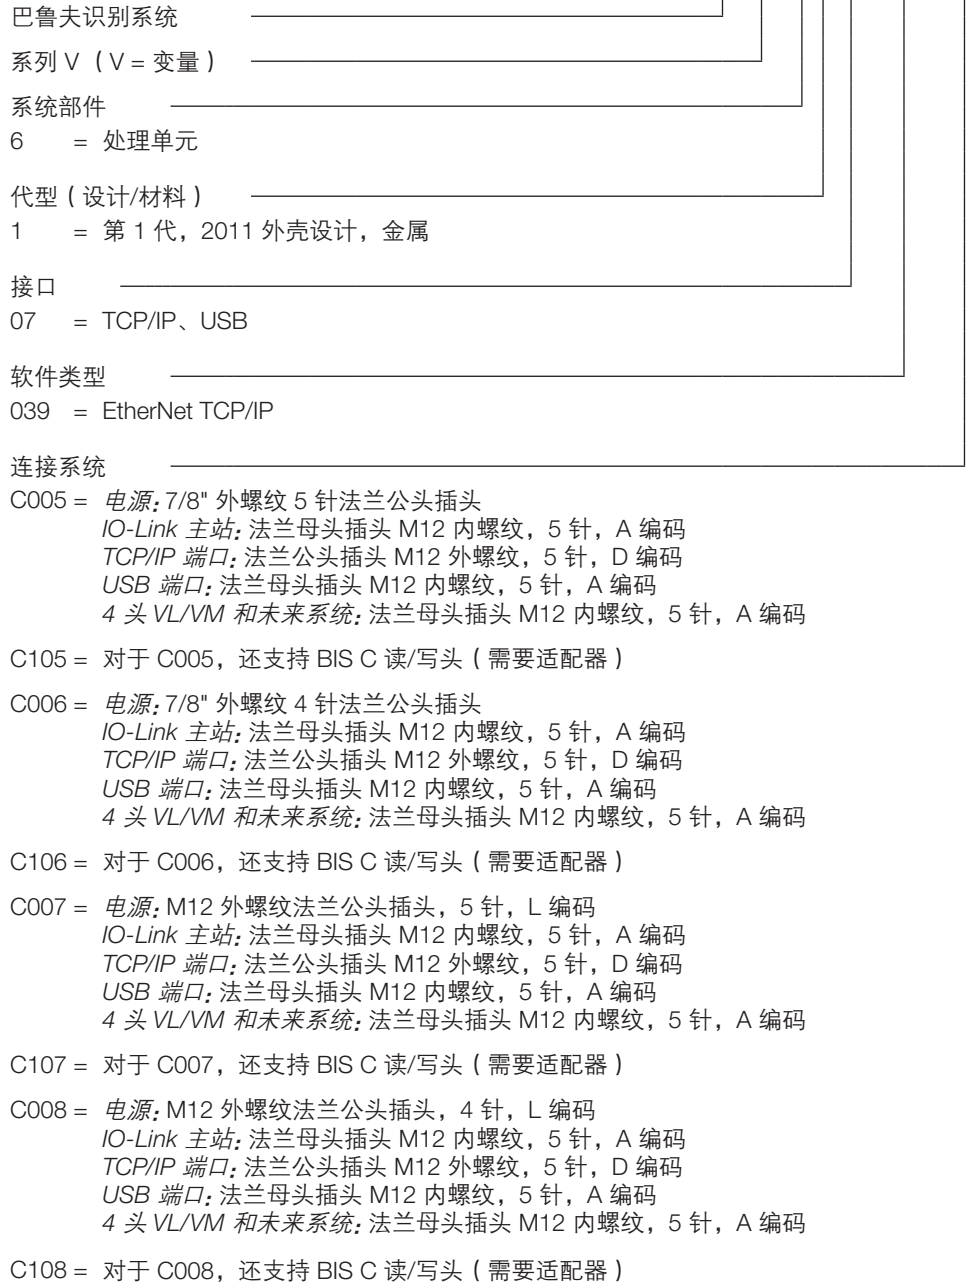 巴鲁夫识别系统
系列 V（V = 变量）
系统部件
6 = 处理单元
代型（设计/材料）
1 = 第 1 代，2011 外壳设计，金属
接口
07 = TCP/IP、USB
软件类型
039 = EtherNet TCP/IP
连接系统
C005 = 电源: 7/8" 外螺纹 5 针法兰公头插头
IO-Link 主站: 法兰母头插头 M12 内螺纹，5 针，A 编码
TCP/IP 端口: 法兰公头插头 M12 外螺纹，5 针，D 编码
USB 端口: 法兰母头插头 M12 内螺纹，5 针，A 编码
4 头 VL/VM 和未来系统: 法兰母头插头 M12 内螺纹，5 针，A 编码
C105 = 对于 C005，还支持 BIS C 读/写头（需要适配器）
C006 = 电源: 7/8" 外螺纹 4 针法兰公头插头
IO-Link 主站: 法兰母头插头 M12 内螺纹，5 针，A 编码
TCP/IP 端口: 法兰公头插头 M12 外螺纹，5 针，D 编码
USB 端口: 法兰母头插头 M12 内螺纹，5 针，A 编码
4 头 VL/VM 和未来系统: 法兰母头插头 M12 内螺纹，5 针，A 编码
C106 = 对于 C006，还支持 BIS C 读/写头（需要适配器）
C007 = 电源: M12 外螺纹法兰公头插头，5 针，L 编码
IO-Link 主站: 法兰母头插头 M12 内螺纹，5 针，A 编码
TCP/IP 端口: 法兰公头插头 M12 外螺纹，5 针，D 编码
USB 端口: 法兰母头插头 M12 内螺纹，5 针，A 编码
4 头 VL/VM 和未来系统: 法兰母头插头 M12 内螺纹，5 针，A 编码
C107 = 对于 C007，还支持 BIS C 读/写头（需要适配器）
C008 = 电源: M12 外螺纹法兰公头插头，4 针，L 编码
IO-Link 主站: 法兰母头插头 M12 内螺纹，5 针，A 编码
TCP/IP 端口: 法兰公头插头 M12 外螺纹，5 针，D 编码
USB 端口: 法兰母头插头 M12 内螺纹，5 针，A 编码
4 头 VL/VM 和未来系统: 法兰母头插头 M12 内螺纹，5 针，A 编码
C108 = 对于 C008，还支持 BIS C 读/写头（需要适配器）